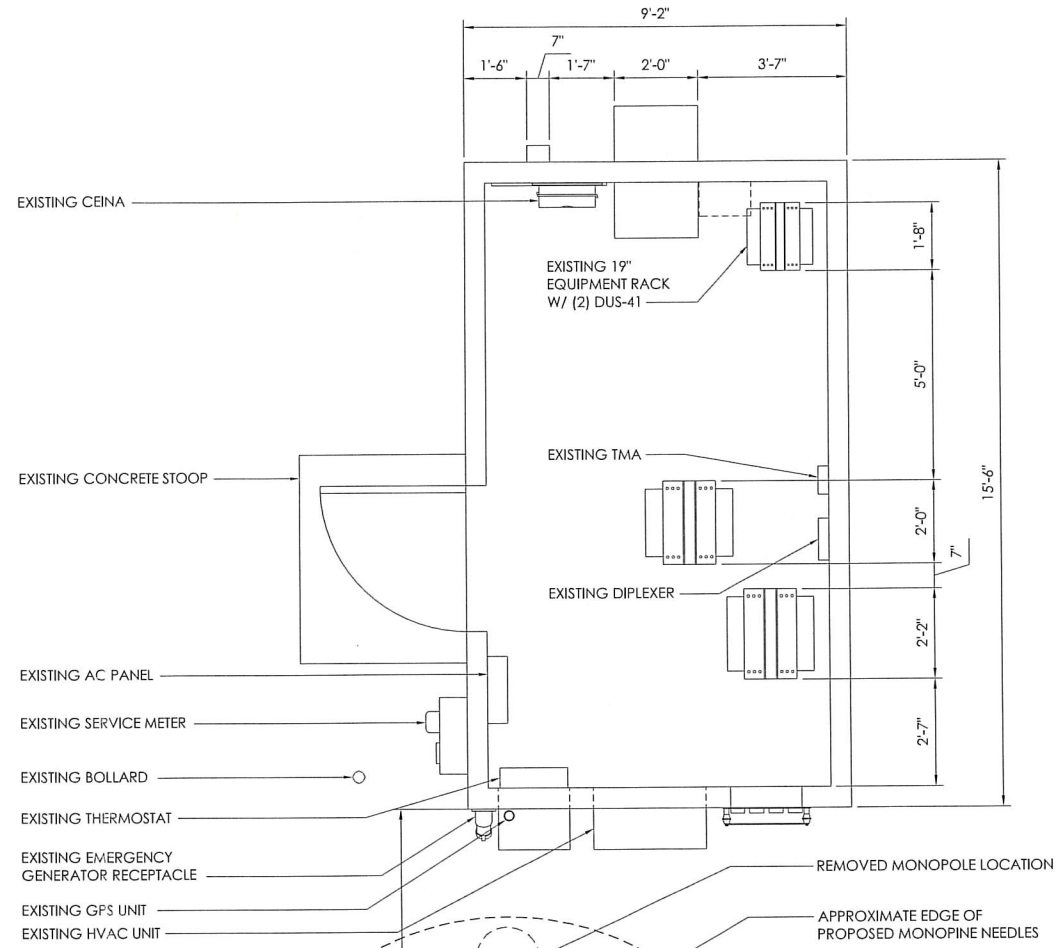 9'-2"
7"
1'-6"
1'-7"
2'-0"
3'-7"
EXISTING CEINA
EXISTING 19"
EQUIPMENT RACK
W/ (2) DUS-41
1'-8"
5'-0"
15'-6"
EXISTING TMA
EXISTING CONCRETE STOOP
2'-0"
7"
EXISTING DIPLEXER
2'-2"
EXISTING AC PANEL
EXISTING SERVICE METER
2'-7"
EXISTING BOLLARD
EXISTING THERMOSTAT
EXISTING EMERGENCY
GENERATOR RECEPTACLE
REMOVED MONOPOLE LOCATION
EXISTING GPS UNIT
EXISTING HVAC UNIT
APPROXIMATE EDGE OF
PROPOSED MONOPINE NEEDLES